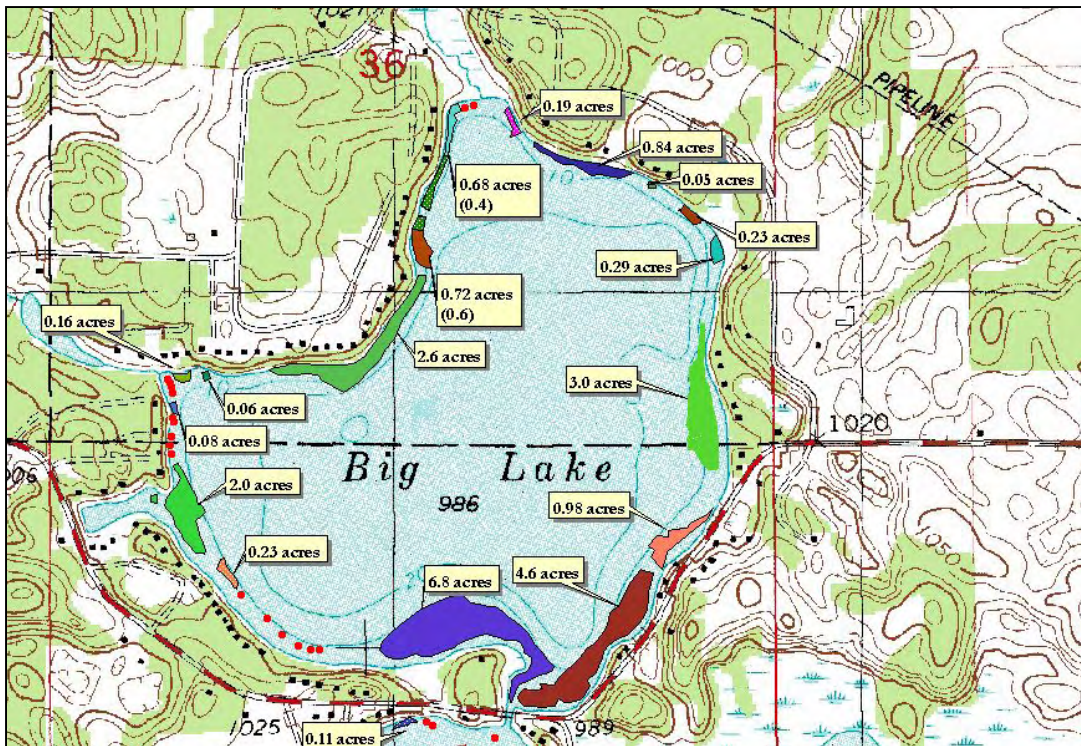 36
PIPELINE
0.19 acres
0.84 acres
0.05 acres
0.68 acres
(0.4)
0.23 acres
0.29 acres
0.72 acres
(0.6)
0.16 acres
2.6 acres
3.0 acres
0.06 acres
0.08 acres
1020
Big Lake
986
2.0 acres
0.98 acres
0.23 acres
6.8 acres
4.6 acres
1025
989
0.11 acres